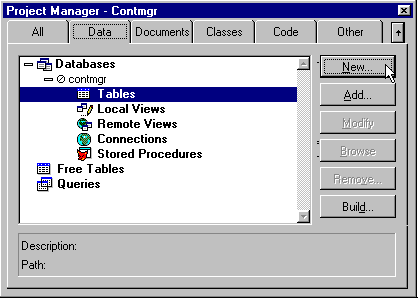 Project Manager - Contmgr
All Data Documents Classes Code Other
Databases
contmgr
Tables
Local Views
Remote Views
Connections
Stored Procedures
Free Tables
Queries
New...
Add...
Modify
Browse
Remove...
Build...
Description:
Path: